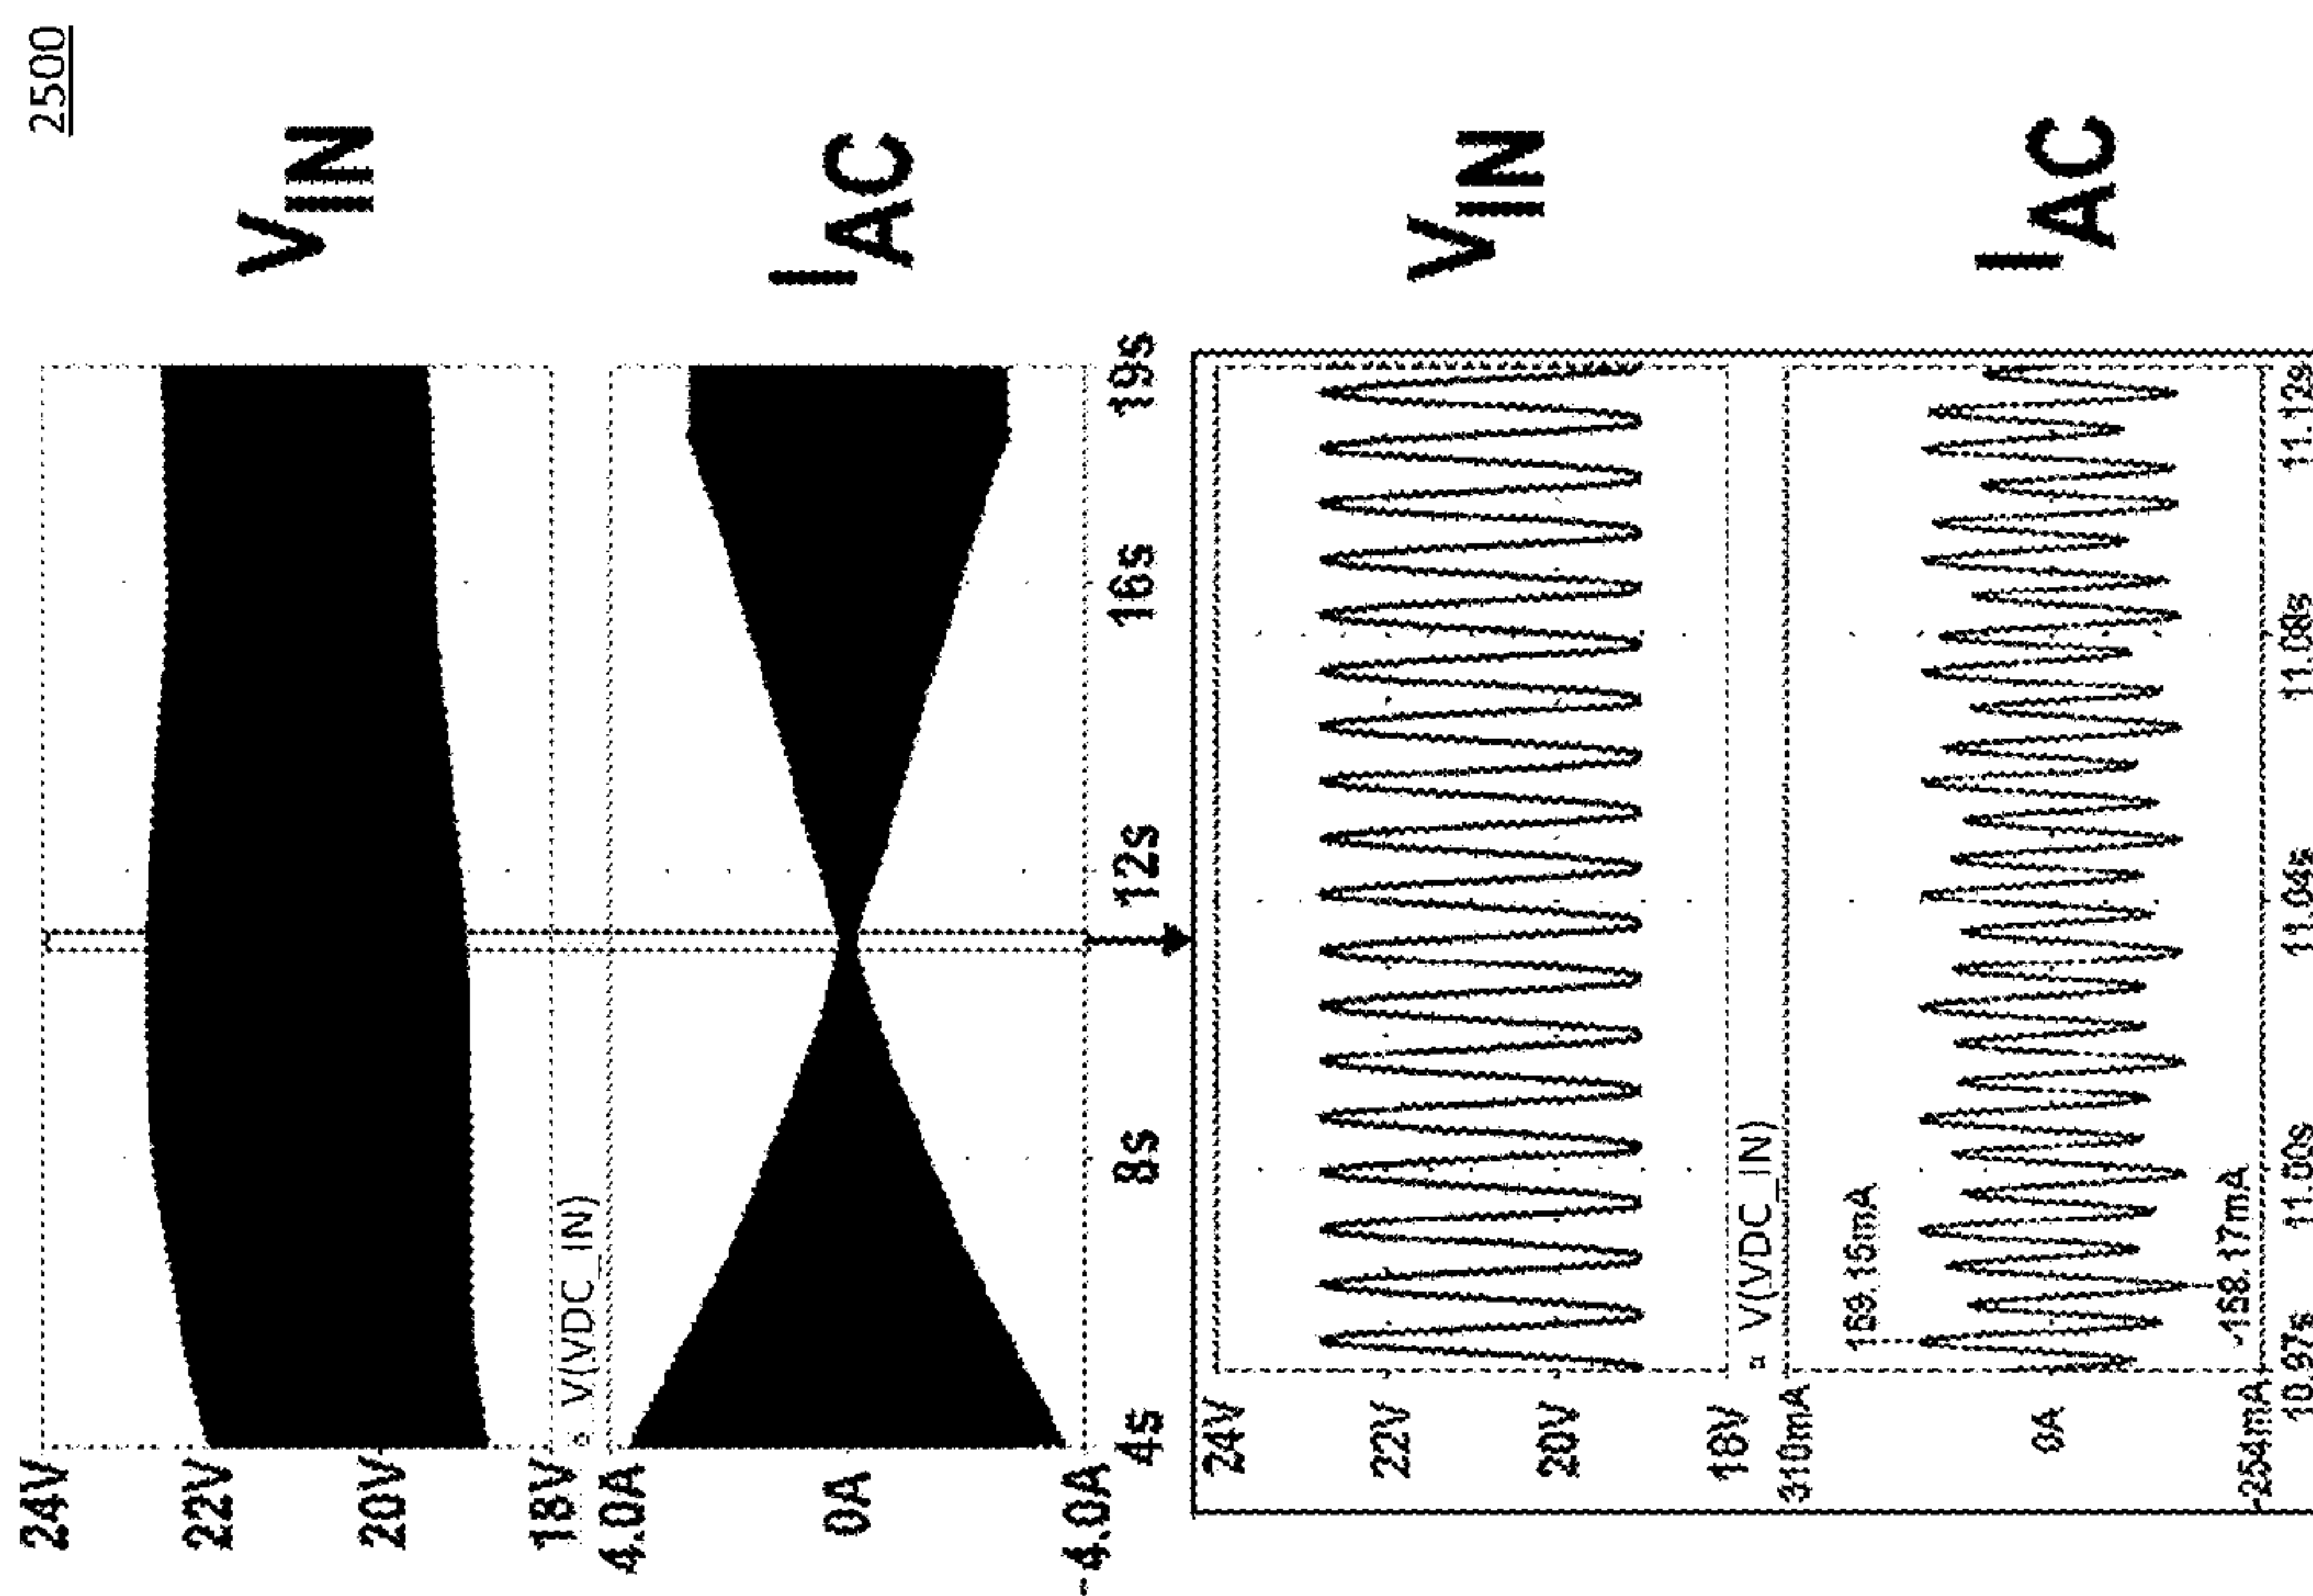 2500
24V
22V
20V
18V
V(VDC_IN)
VIN
4.0A
0A
-4.0A
IAC
4s
8s
12s
16s
19s
24V
22V
20V
18V
V(VDC_IN)
VIN
310mA
0A
-254mA
169.15mA
-158.17mA
IAC
10.97s
11.00s
11.04s
11.08s
11.12s